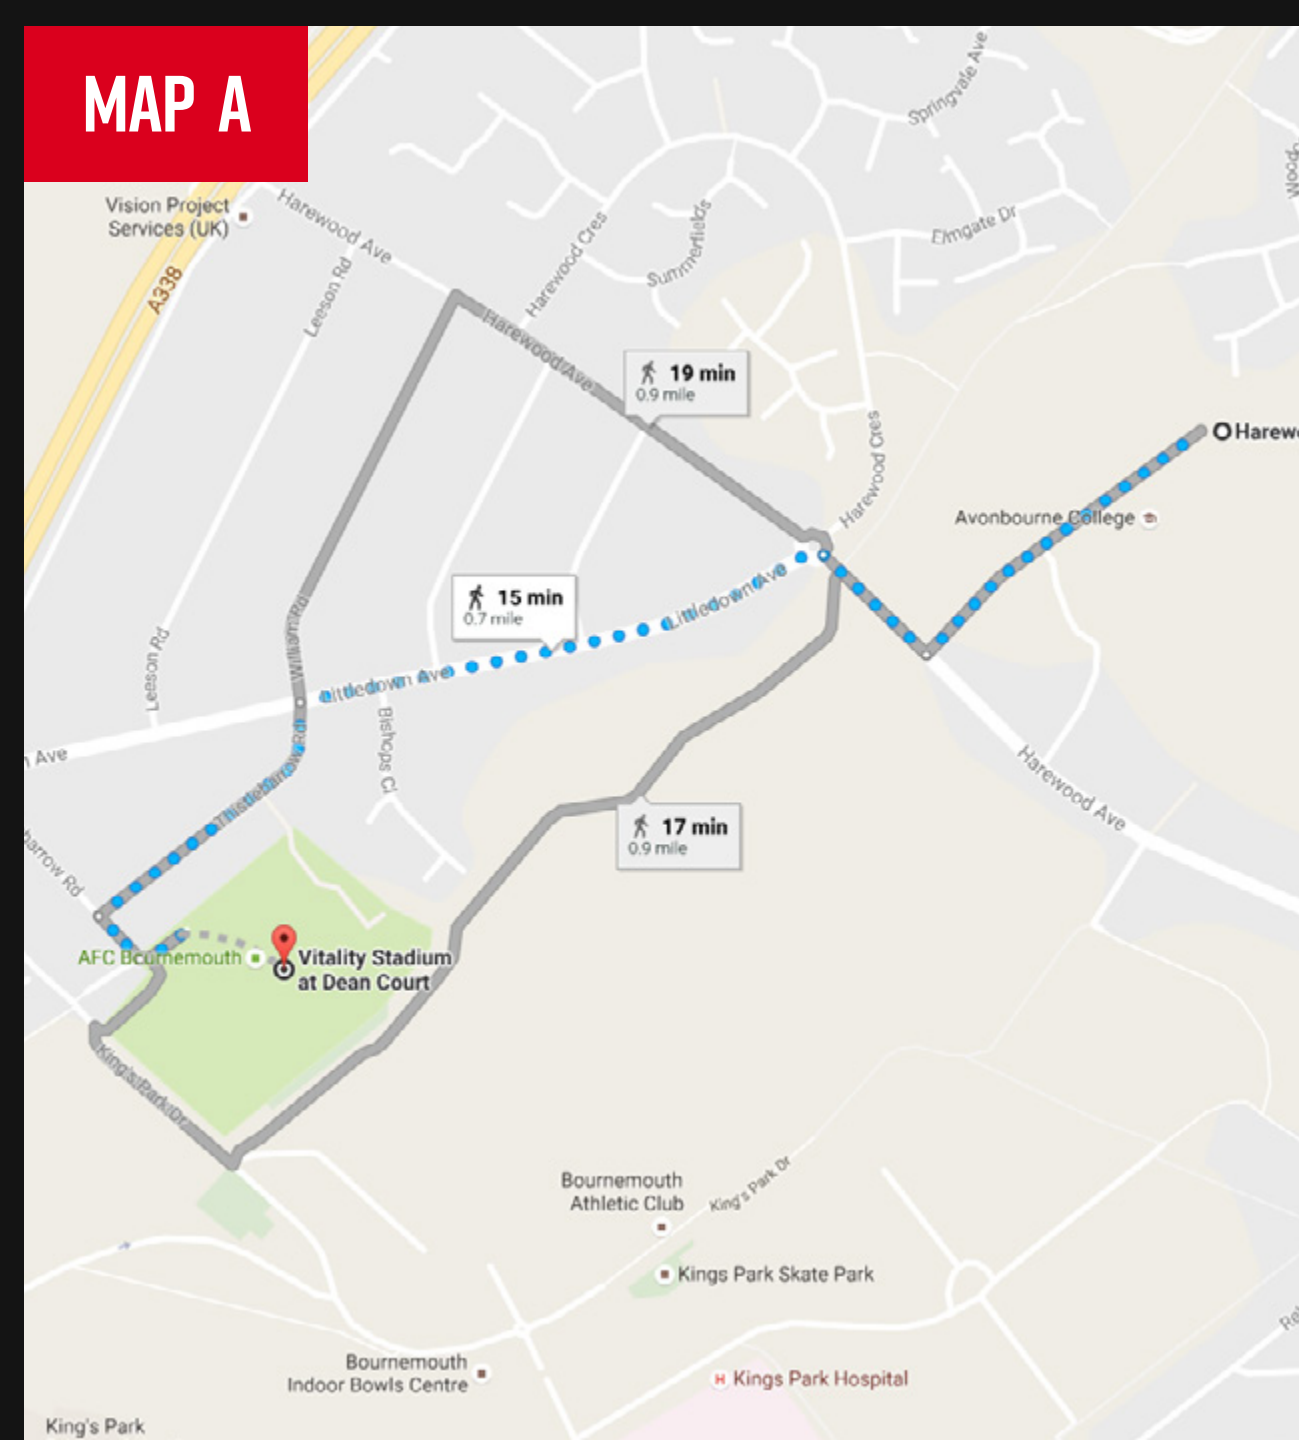 MAP A
Springvale Ave
Vision Project
Services (UK)
Harewood Ave
Harewood Cres
Summerfields
Elmgate Dr
A338
Leeson Rd
Harewood Ave
19 min
0.9 mile
Harewood Cres
Harew
Avonbourne College
15 min
0.7 mile
Littledown Ave
William Rd
Leeson Rd
Littledown Ave
Bishops Cl
Ave
Thistlebarrow Rd
Harewood Ave
17 min
0.9 mile
barrow Rd
AFC Bournemouth
Vitality Stadium
at Dean Court
King's Park Dr
Bournemouth
Athletic Club
King's Park Dr
Kings Park Skate Park
Bournemouth
Indoor Bowls Centre
H
Kings Park Hospital
King's Park